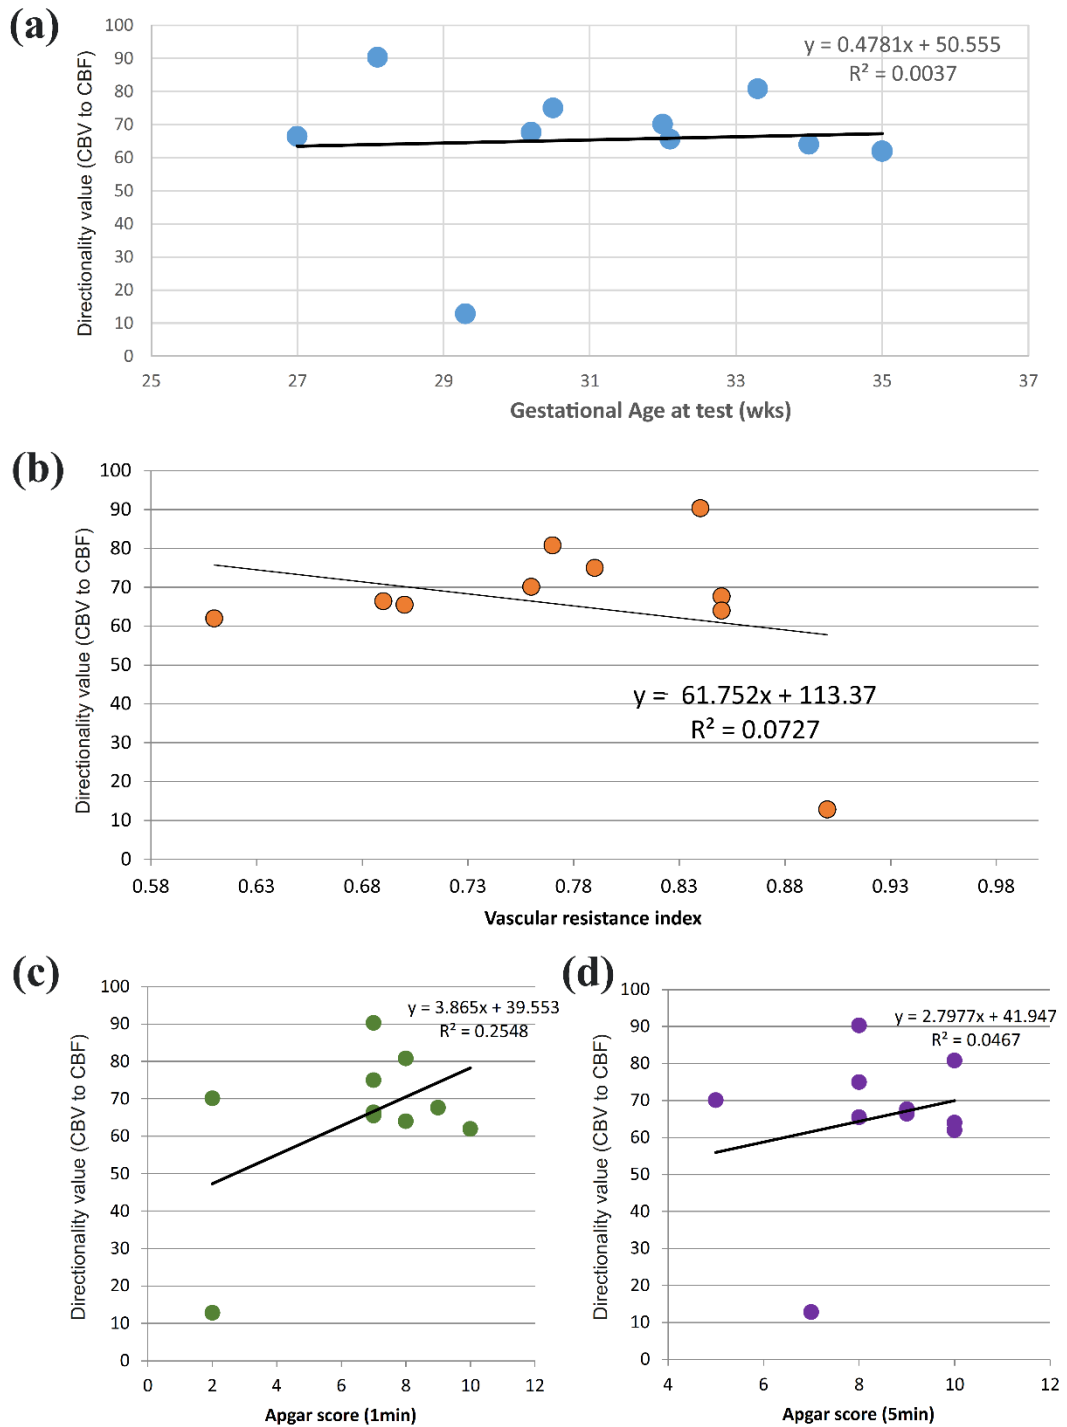 (a)
y = 0.4781x + 50.555
R² = 0.0037
Directionality value (CBV to CBF)
100
90
80
70
60
50
40
30
20
10
0
25 27 29 31 33 35 37
Gestational Age at test (wks)
(b)
Directionality value (CBV to CBF)
100
90
80
70
60
50
40
30
20
10
0
y = 61.752x + 113.37
R² = 0.0727
0.58 0.63 0.68 0.73 0.78 0.83 0.88 0.93 0.98
Vascular resistance index
(c)
Directionality value (CBV to CBF)
100
90
80
70
60
50
40
30
20
10
0
y = 3.865x + 39.553
R² = 0.2548
0 2 4 6 8 10 12
Apgar score (1min)
(d)
Directionality value (CBV to CBF)
100
90
80
70
60
50
40
30
20
10
0
y = 2.7977x + 41.947
R² = 0.0467
4 6 8 10 12
Apgar score (5min)